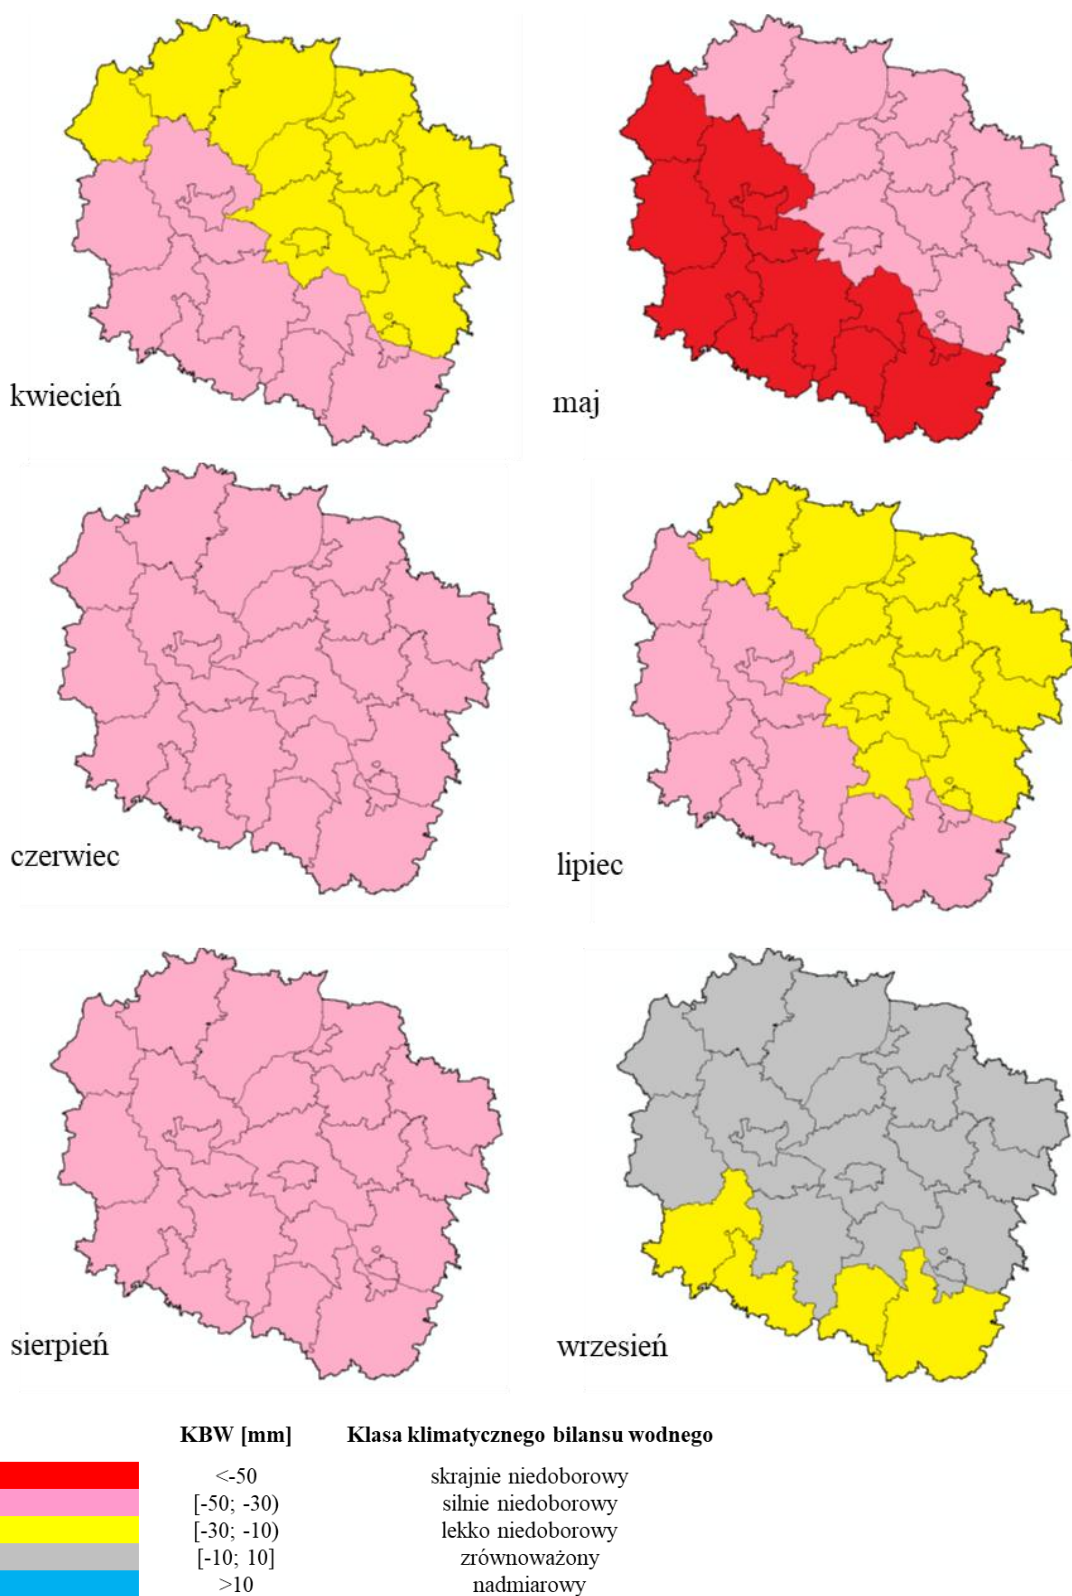 kwiecień
maj
czerwiec
lipiec
sierpień
wrzesień
KBW [mm] Klasa klimatycznego bilansu wodnego
<-50 skrajnie niedoborowy
[-50; -30) silnie niedoborowy
[-30; -10) lekko niedoborowy
[-10; 10] zrównoważony
>10 nadmiarowy